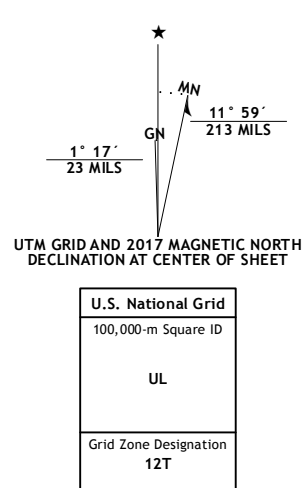 ★
MN
GN
11° 59´
213 MILS
1° 17´
23 MILS
UTM GRID AND 2017 MAGNETIC NORTH
DECLINATION AT CENTER OF SHEET
U.S. National Grid
100,000-m Square ID
UL
Grid Zone Designation
12T